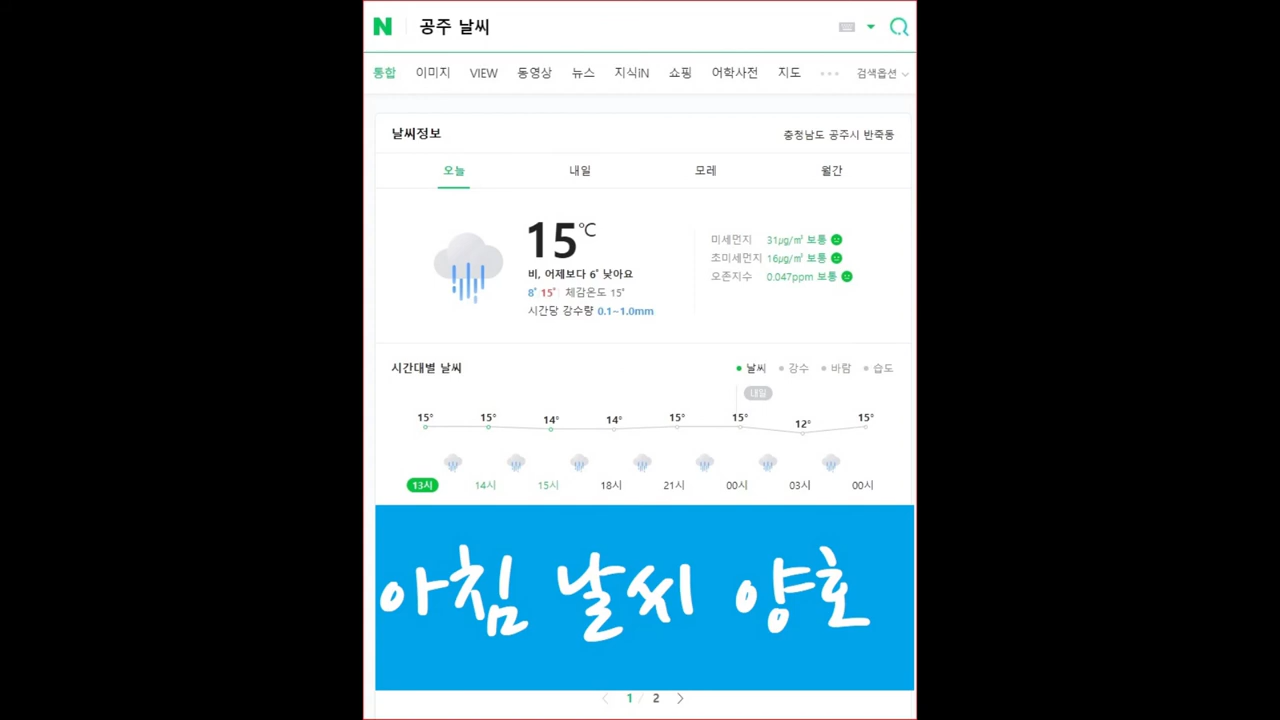 N 공주 날씨
통합 이미지 VIEW 동영상 뉴스 지식iN 쇼핑 어학사전 지도 ••• 검색옵션
날씨정보 충청남도 공주시 반죽동
오늘 내일 모레 월간
15℃
비, 어제보다 6˚ 낮아요
8˚ 15˚ 체감온도 15˚
시간당 강수량 0.1~1.0mm
미세먼지 31㎍/㎥ 보통
초미세먼지 16㎍/㎥ 보통
오존지수 0.047ppm 보통
시간대별 날씨 날씨 강수 바람 습도
내일
15° 15° 14° 14° 15° 15° 12° 15°
13시 14시 15시 18시 21시 00시 03시 00시
아침 날씨 양호
1 / 2